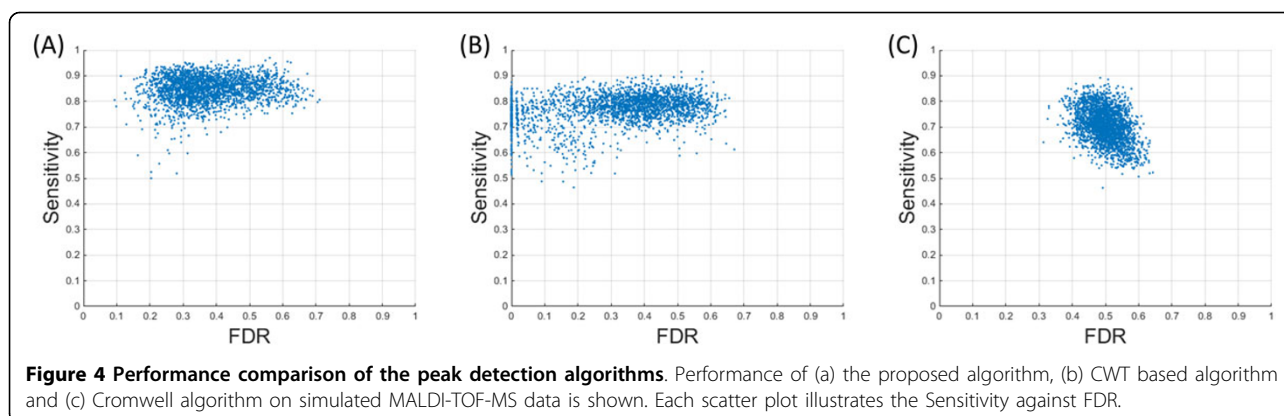 (A)
1
0.9
0.8
0.7
0.6
0.5
0.4
0.3
0.2
0.1
0
Sensitivity
0 0.1 0.2 0.3 0.4 0.5 0.6 0.7 0.8 0.9 1
FDR
(B)
1
0.9
0.8
0.7
0.6
0.5
0.4
0.3
0.2
0.1
0
Sensitivity
0 0.1 0.2 0.3 0.4 0.5 0.6 0.7 0.8 0.9 1
FDR
(C)
1
0.9
0.8
0.7
0.6
0.5
0.4
0.3
0.2
0.1
0
Sensitivity
0 0.1 0.2 0.3 0.4 0.5 0.6 0.7 0.8 0.9 1
FDR
Figure 4 Performance comparison of the peak detection algorithms. Performance of (a) the proposed algorithm, (b) CWT based algorithm
and (c) Cromwell algorithm on simulated MALDI-TOF-MS data is shown. Each scatter plot illustrates the Sensitivity against FDR.